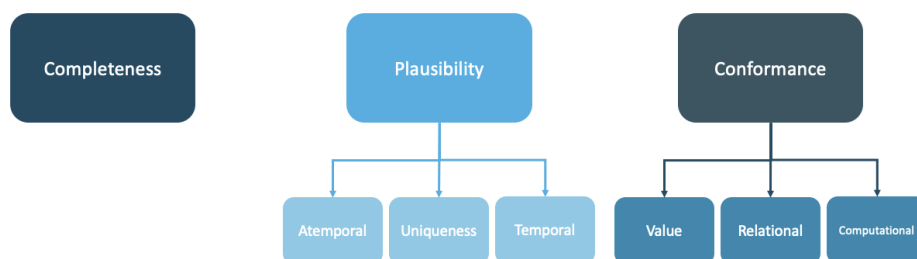 Completeness
Plausibility
Conformance
Atemporal
Uniqueness
Temporal
Value
Relational
Computational